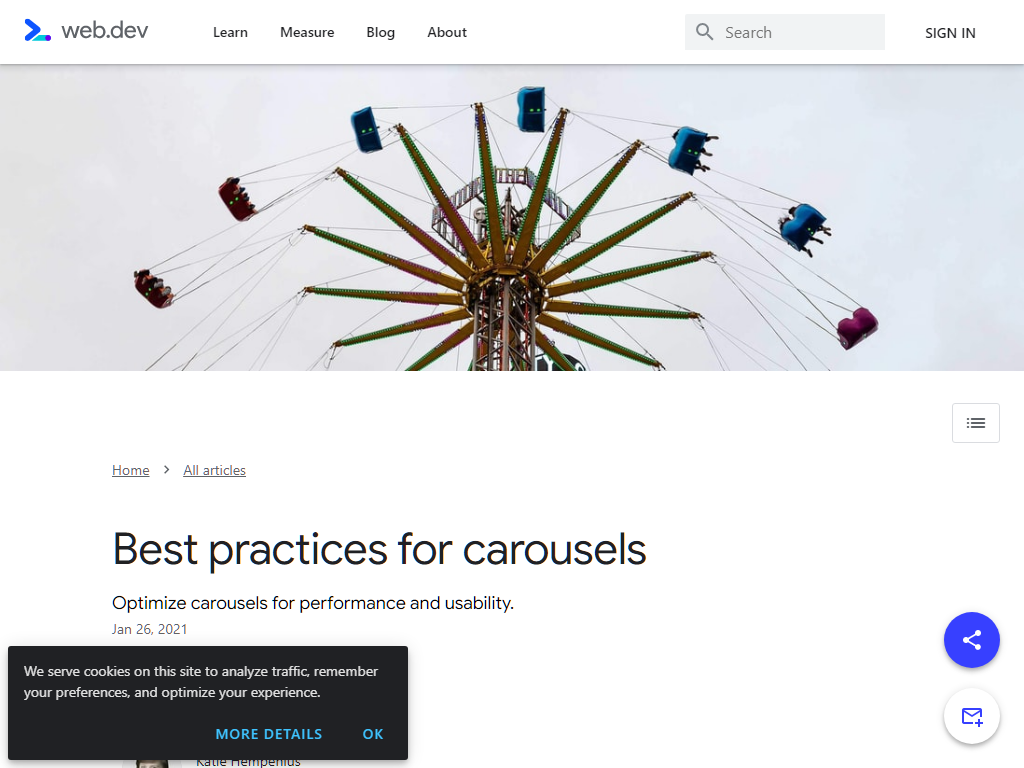 web.dev
Learn
Measure
Blog
About
Search
SIGN IN
Home
All articles
Best practices for carousels
Optimize carousels for performance and usability.
Jan 26, 2021
We serve cookies on this site to analyze traffic, remember
your preferences, and optimize your experience.
MORE DETAILS
OK
Katie Hempenius